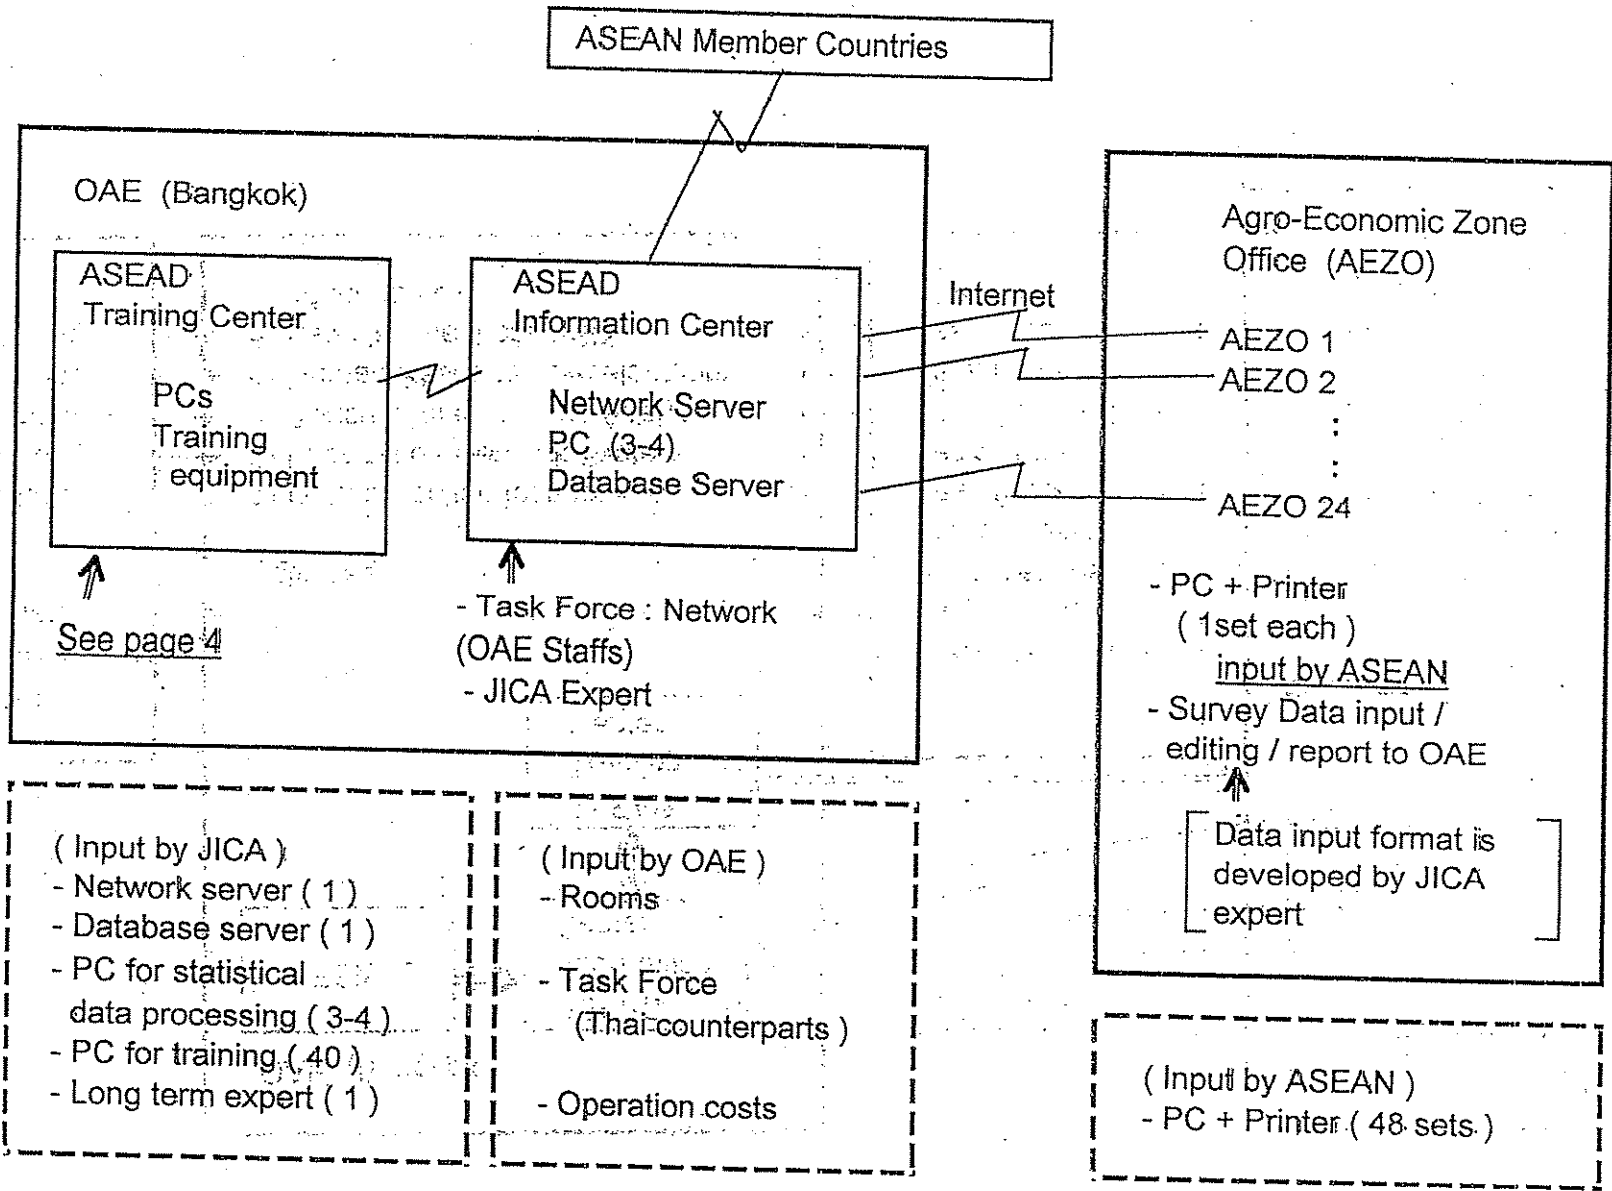 ASEAN Member Countries
OAE (Bangkok)
ASEAD
Training Center
PCs
Training
equipment
See page 4
ASEAD
Information Center
Network Server
PC (3-4)
Database Server
- Task Force : Network
(OAE Staffs)
- JICA Expert
Internet
Agro-Economic Zone
Office (AEZO)
AEZO 1
AEZO 2
:
:
AEZO 24
- PC + Printer
( 1set each )
input by ASEAN
- Survey Data input /
editing / report to OAE
Data input format is
developed by JICA
expert
( Input by JICA )
- Network server ( 1 )
- Database server ( 1 )
- PC for statistical
data processing ( 3-4 )
- PC for training ( 40 )
- Long term expert ( 1 )
( Input by OAE )
- Rooms
- Task Force
(Thai counterparts )
- Operation costs
( Input by ASEAN )
- PC + Printer ( 48 sets )